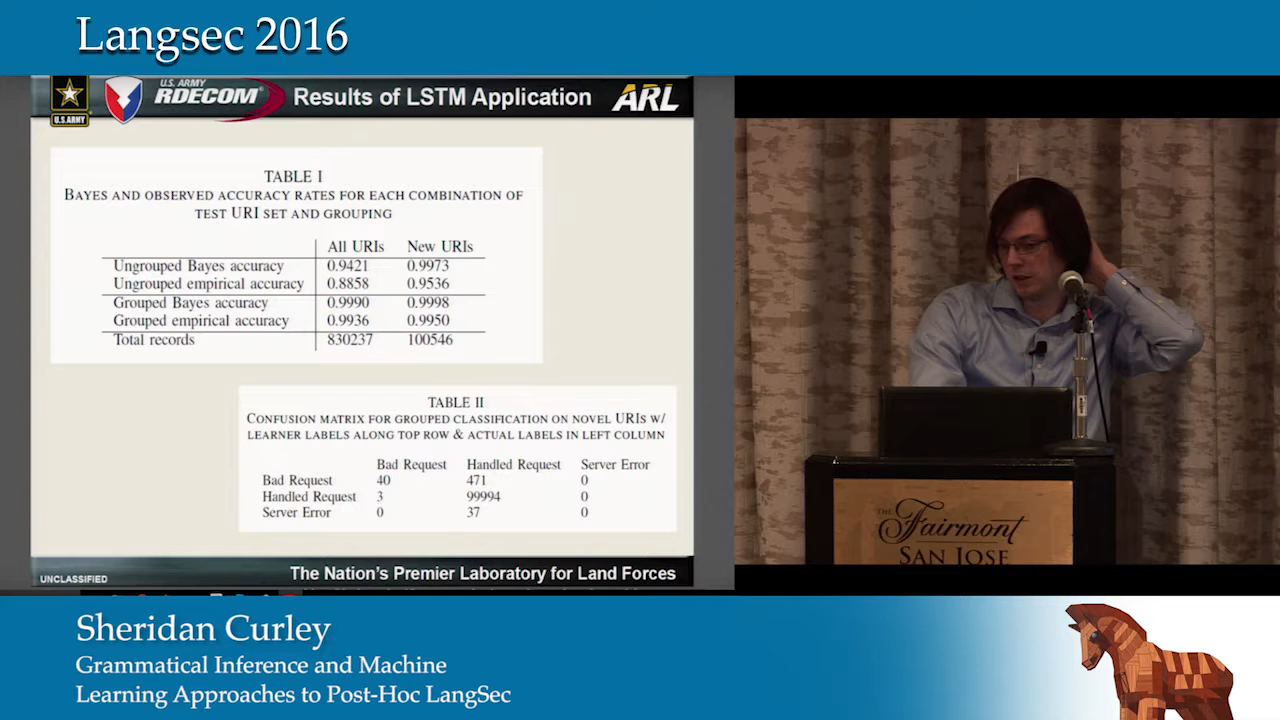 Langsec 2016
U.S. ARMY
RDECOM
Results of LSTM Application
ARL
U.S.ARMY
TABLE I
BAYES AND OBSERVED ACCURACY RATES FOR EACH COMBINATION OF
TEST URI SET AND GROUPING
All URIs New URIs
Ungrouped Bayes accuracy 0.9421 0.9973
Ungrouped empirical accuracy 0.8858 0.9536
Grouped Bayes accuracy 0.9990 0.9998
Grouped empirical accuracy 0.9936 0.9950
Total records 830237 100546
TABLE II
CONFUSION MATRIX FOR GROUPED CLASSIFICATION ON NOVEL URIS W/
LEARNER LABELS ALONG TOP ROW & ACTUAL LABELS IN LEFT COLUMN
Bad Request Handled Request Server Error
Bad Request 40 471 0
Handled Request 3 99994 0
Server Error 0 37 0
UNCLASSIFIED
The Nation's Premier Laboratory for Land Forces
THE
Fairmont
SAN JOSE
Sheridan Curley
Grammatical Inference and Machine
Learning Approaches to Post-Hoc LangSec